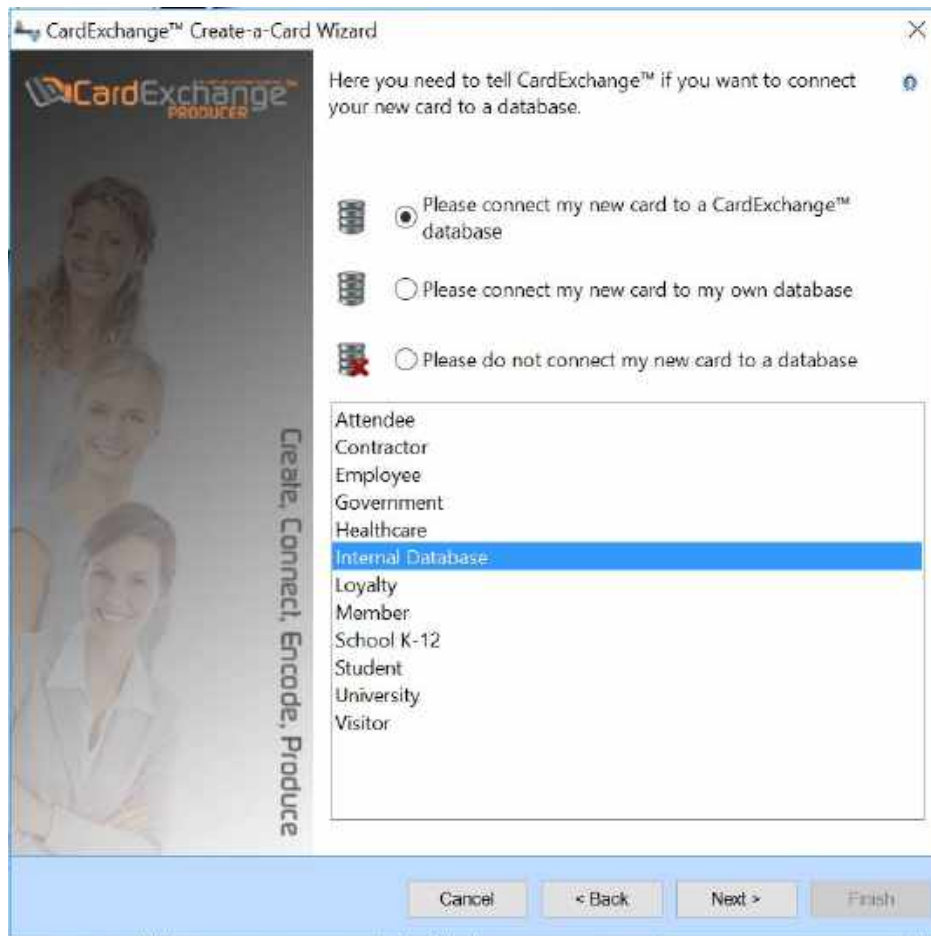 CardExchange™ Create-a-Card Wizard
CardExchange™
PRODUCER
Create, Connect, Encode, Produce
Here you need to tell CardExchange™ if you want to connect
your new card to a database.
Please connect my new card to a CardExchange™
database
Please connect my new card to my own database
Please do not connect my new card to a database
Attendee
Contractor
Employee
Government
Healthcare
Internal Database
Loyalty
Member
School K-12
Student
University
Visitor
Cancel
< Back
Next >
Finish